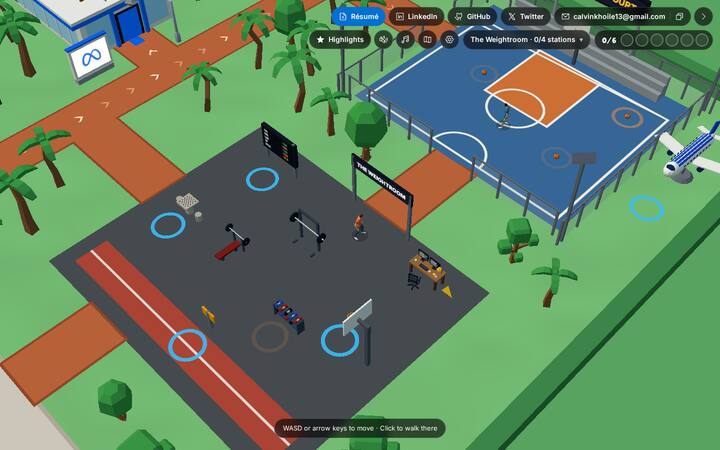 Résumé
LinkedIn
GitHub
Twitter
calvinkhoile13@gmail.com
Highlights
The Weightroom · 0/4 stations
0/6
COURT
THE WEIGHTROOM
WASD or arrow keys to move · Click to walk there